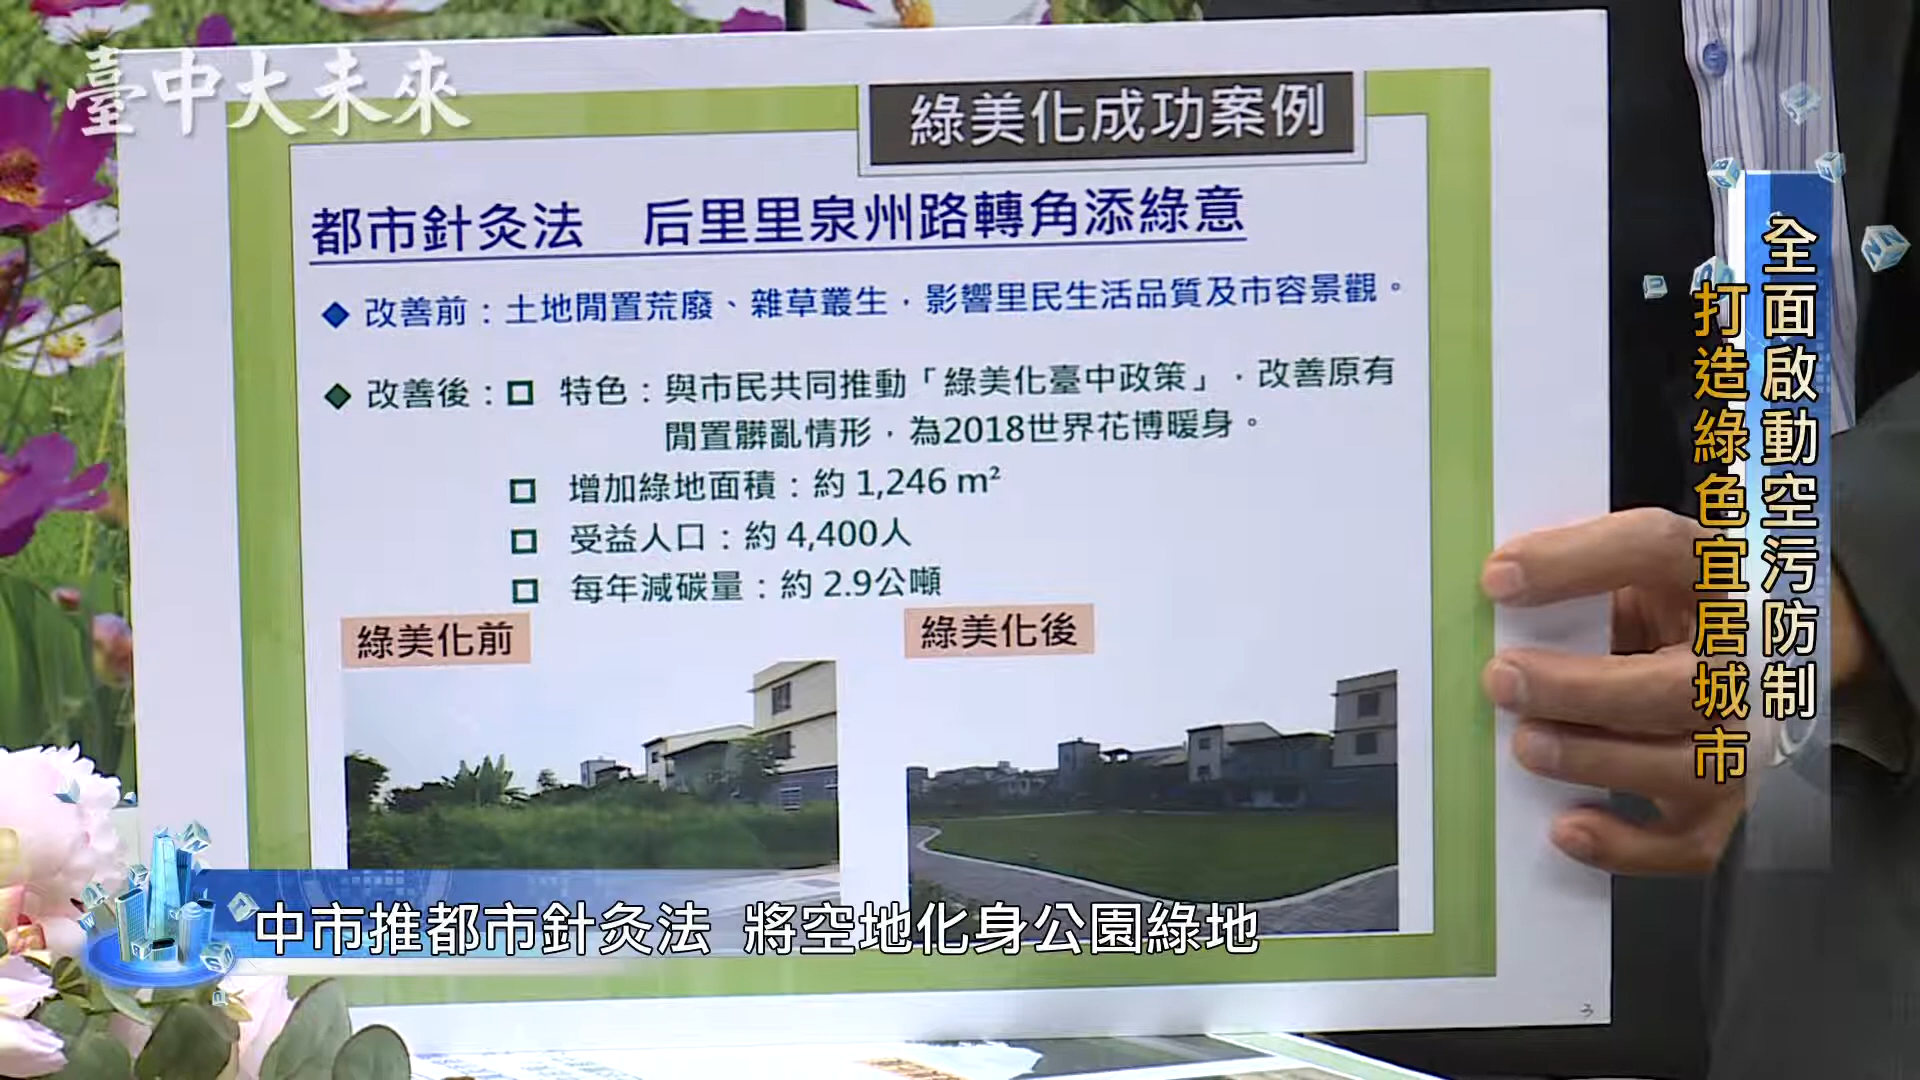 臺中大未來
綠美化成功案例
都市針灸法 后里里泉州路轉角添綠意
改善前：土地閒置荒廢、雜草叢生，影響里民生活品質及市容景觀。
改善後：特色：與市民共同推動「綠美化臺中政策」，改善原有
閒置髒亂情形，為2018世界花博暖身。
增加綠地面積：約 1,246 m²
受益人口：約 4,400人
每年減碳量：約 2.9公噸
綠美化前
綠美化後
3
全面啟動空污防制
打造綠色宜居城市
中市推都市針灸法 將空地化身公園綠地